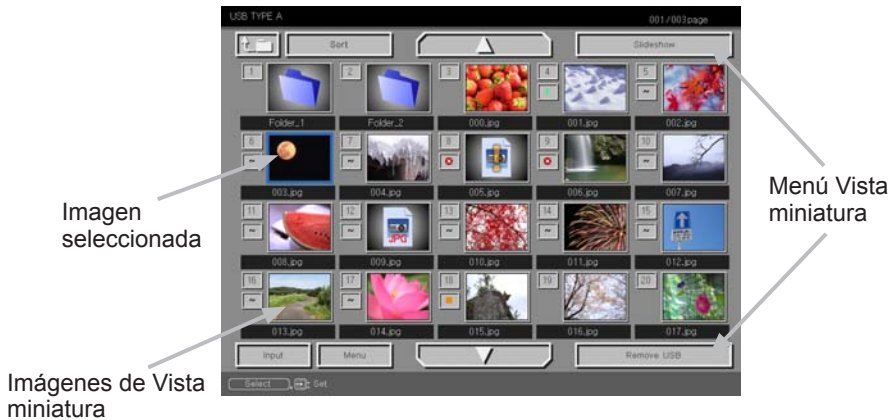 USB TYPE A
001/003page
Sort
Slideshow
1
2
3
4
5
Folder_1
Folder_2
000.jpg
001.jpg
002.jpg
6
7
8
9
10
003.jpg
004.jpg
005.jpg
006.jpg
007.jpg
11
12
13
14
15
JPG
008.jpg
009.jpg
010.jpg
011.jpg
012.jpg
16
17
18
19
20
013.jpg
014.jpg
015.jpg
016.jpg
017.jpg
Input
Menu
Remove USB
Select
, : Set
Imagen
seleccionada
Imágenes de Vista
miniatura
Menú Vista
miniatura